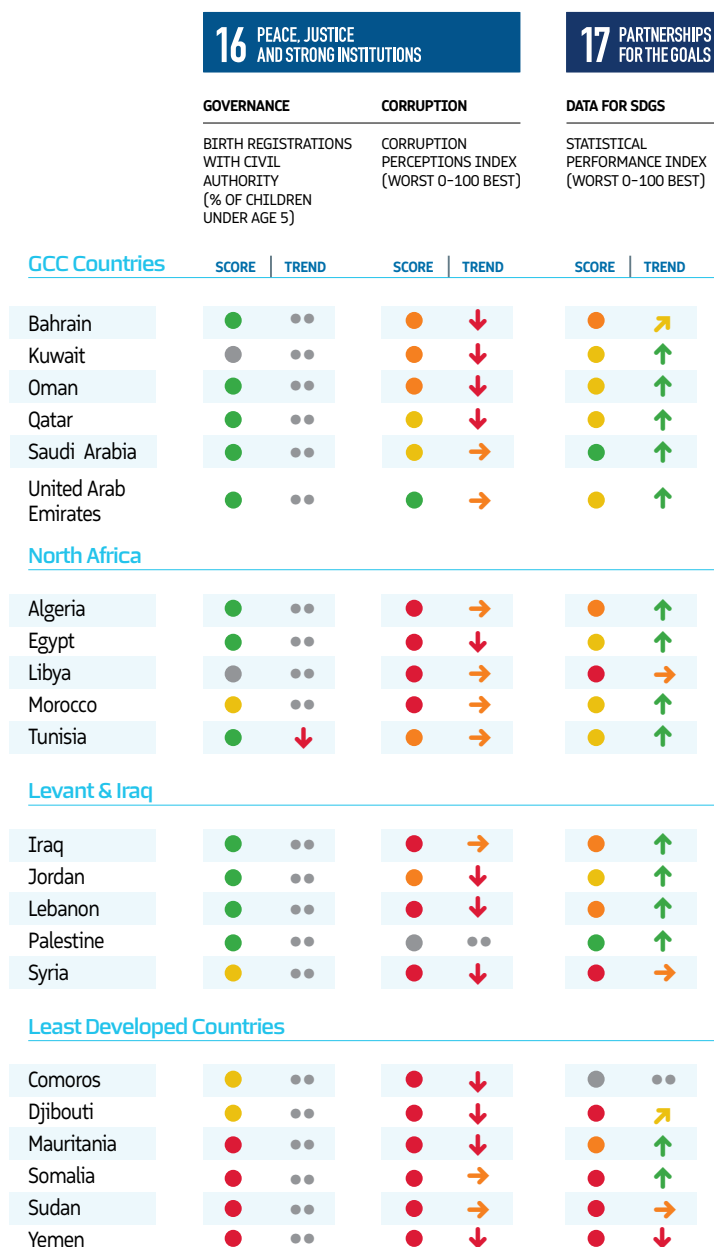 16 PEACE, JUSTICE
AND STRONG INSTITUTIONS
17 PARTNERSHIPS
FOR THE GOALS
GOVERNANCE
CORRUPTION
DATA FOR SDGS
BIRTH REGISTRATIONS
WITH CIVIL
AUTHORITY
(% OF CHILDREN
UNDER AGE 5)
CORRUPTION
PERCEPTIONS INDEX
(WORST 0–100 BEST)
STATISTICAL
PERFORMANCE INDEX
(WORST 0–100 BEST)
GCC Countries SCORE TREND SCORE TREND SCORE TREND
Bahrain
Kuwait
Oman
Qatar
Saudi Arabia
United Arab
Emirates
North Africa
Algeria
Egypt
Libya
Morocco
Tunisia
Levant & Iraq
Iraq
Jordan
Lebanon
Palestine
Syria
Least Developed Countries
Comoros
Djibouti
Mauritania
Somalia
Sudan
Yemen